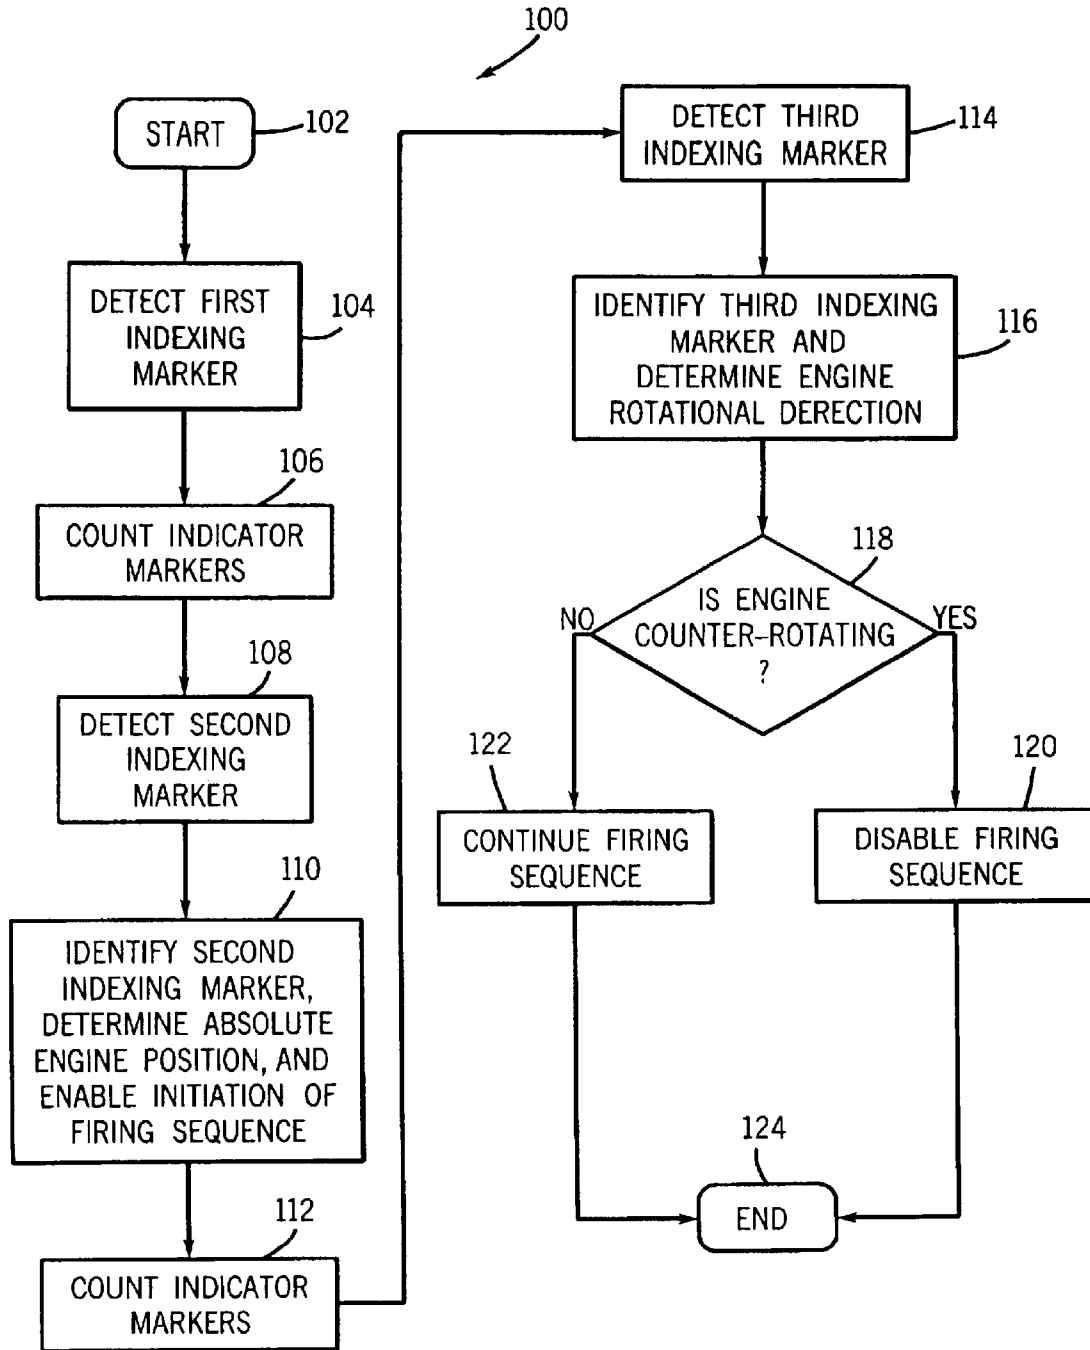 100
START
102
DETECT FIRST
INDEXING
MARKER
104
106
COUNT INDICATOR
MARKERS
108
DETECT SECOND
INDEXING
MARKER
110
IDENTIFY SECOND
INDEXING MARKER,
DETERMINE ABSOLUTE
ENGINE POSITION, AND
ENABLE INITIATION OF
FIRING SEQUENCE
112
COUNT INDICATOR
MARKERS
DETECT THIRD
INDEXING MARKER
114
IDENTIFY THIRD INDEXING
MARKER AND
DETERMINE ENGINE
ROTATIONAL DERECTION
116
118
IS ENGINE
COUNTER-ROTATING
?
NO
YES
122
CONTINUE FIRING
SEQUENCE
120
DISABLE FIRING
SEQUENCE
124
END